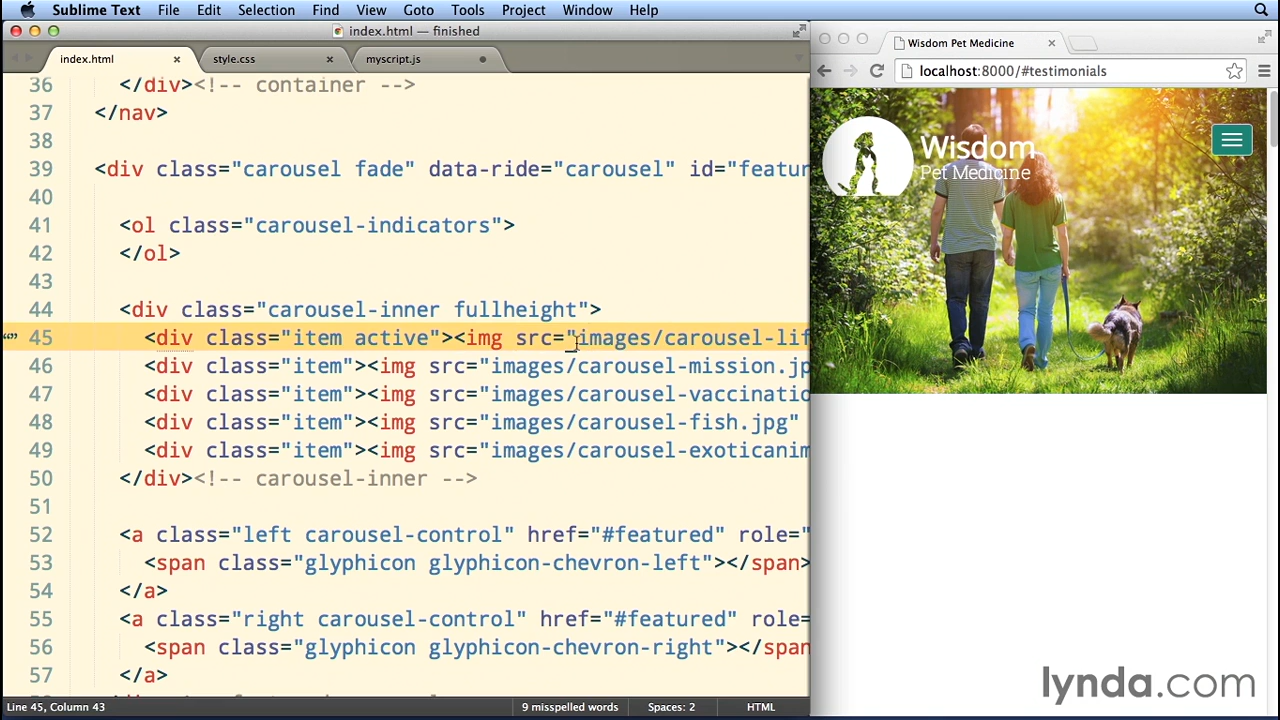 Sublime Text File Edit Selection Find View Goto Tools Project Window Help
index.html — finished
index.html style.css myscript.js
36 </div><!-- container -->
37 </nav>
38
39 <div class="carousel fade" data-ride="carousel" id="featur
40
41 <ol class="carousel-indicators">
42 </ol>
43
44 <div class="carousel-inner fullheight">
45 <div class="item active"><img src="images/carousel-lif
46 <div class="item"><img src="images/carousel-mission.jp
47 <div class="item"><img src="images/carousel-vaccinatio
48 <div class="item"><img src="images/carousel-fish.jpg"
49 <div class="item"><img src="images/carousel-exoticanim
50 </div><!-- carousel-inner -->
51
52 <a class="left carousel-control" href="#featured" role="
53 <span class="glyphicon glyphicon-chevron-left"></span>
54 </a>
55 <a class="right carousel-control" href="#featured" role=
56 <span class="glyphicon glyphicon-chevron-right"></span
57 </a>
Line 45, Column 43 9 misspelled words Spaces: 2 HTML
Wisdom Pet Medicine
localhost:8000/#testimonials
Wisdom
Pet Medicine
lynda.com